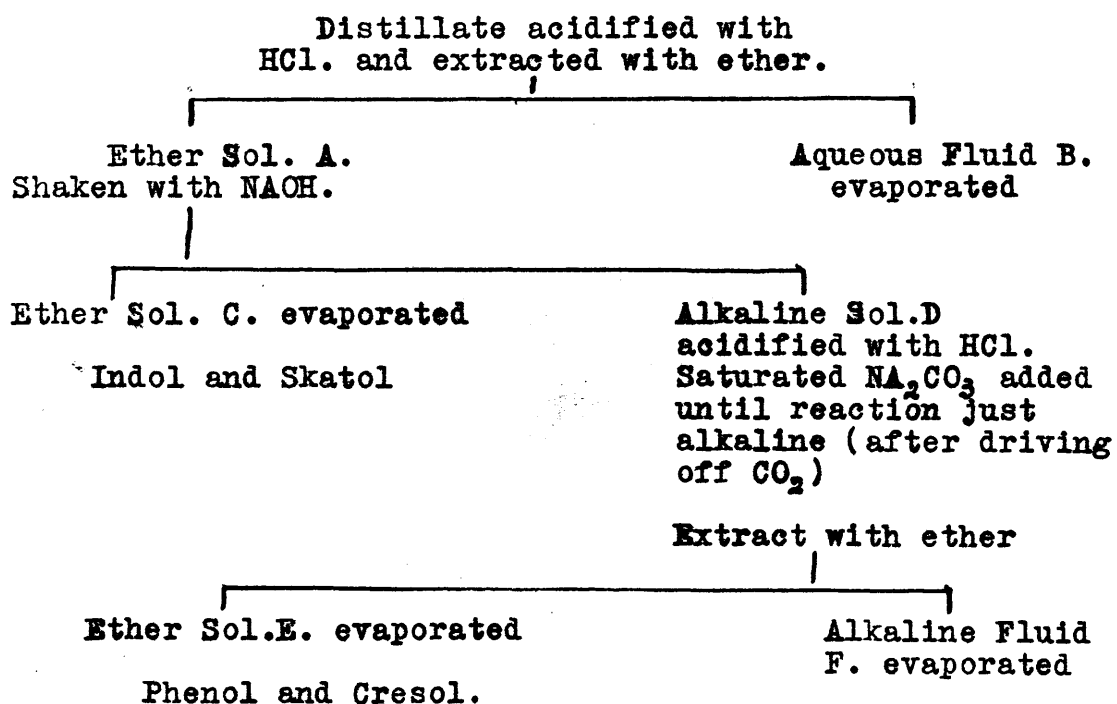 Distillate acidified with
HCl. and extracted with ether.
Ether Sol. A.
Shaken with NAOH.
Aqueous Fluid B.
evaporated
Ether Sol. C. evaporated
Indol and Skatol
Alkaline Sol.D
acidified with HCl.
Saturated NA₂CO₃ added
until reaction just
alkaline (after driving
off CO₂)
Extract with ether
Ether Sol.E. evaporated
Phenol and Cresol.
Alkaline Fluid
F. evaporated